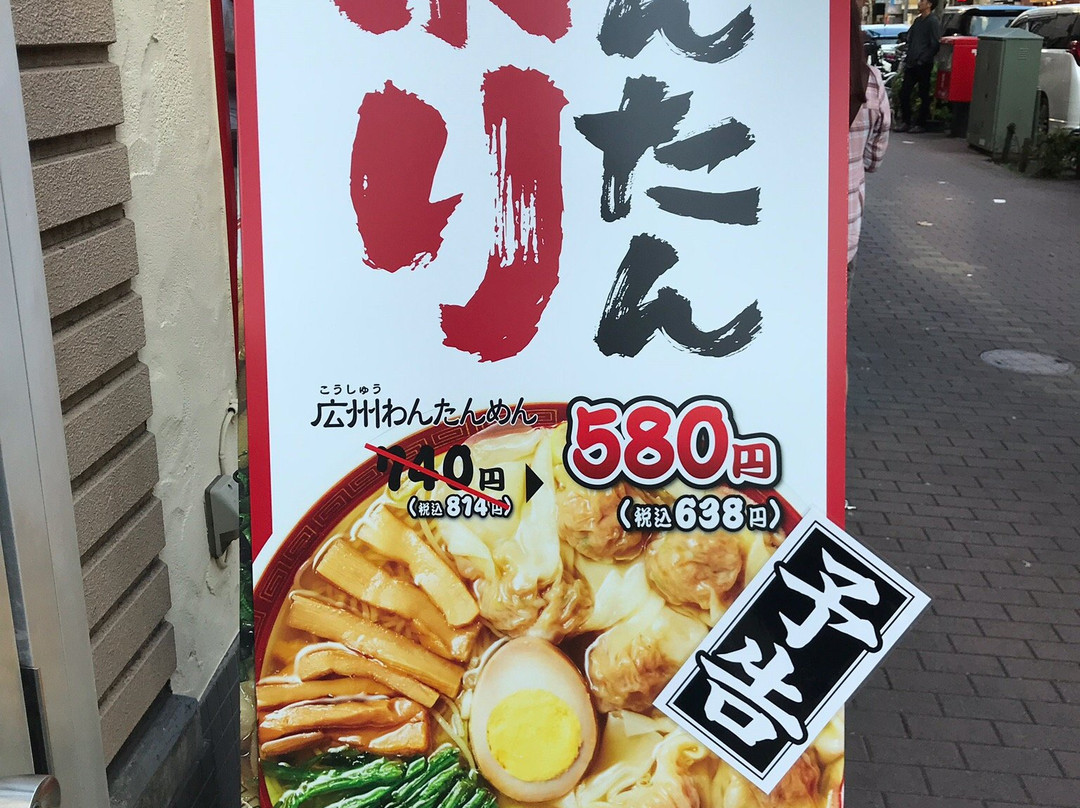 んたん
り
こうしゅう
広州わんたんめん
740円
(税込814円)
580円
(税込638円)
予告